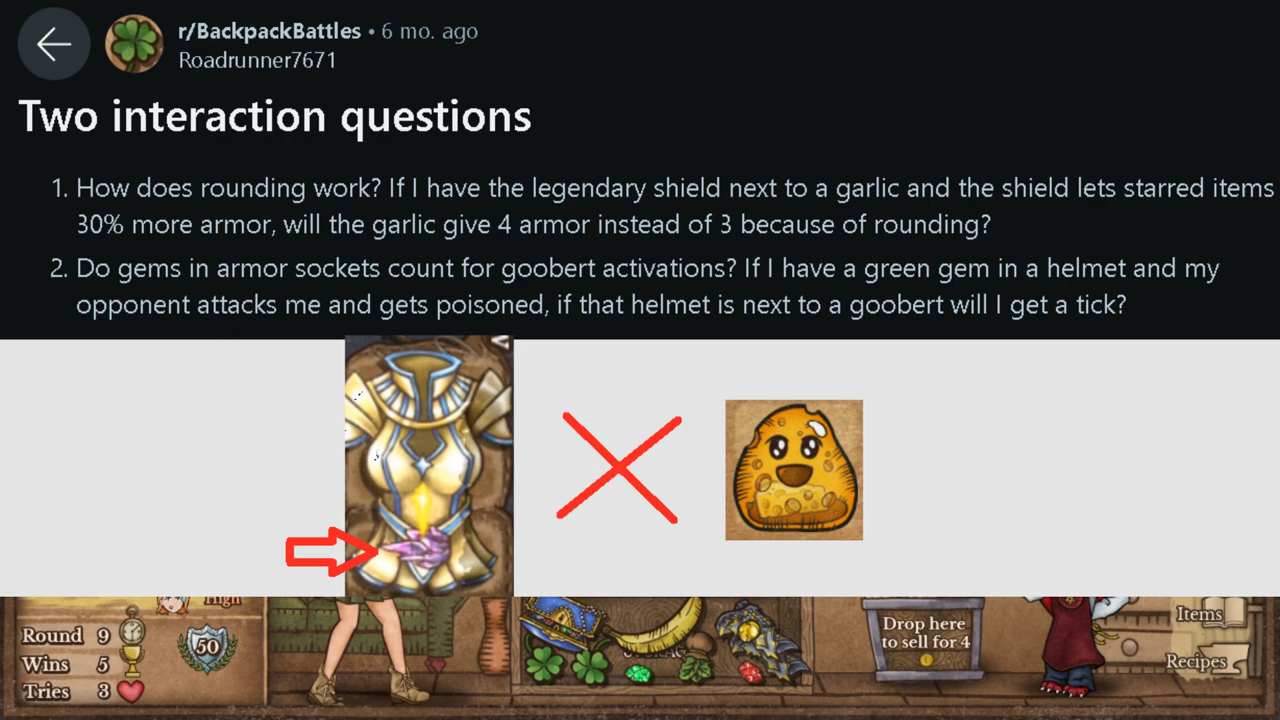 r/BackpackBattles • 6 mo. ago
Roadrunner7671
Two interaction questions
1. How does rounding work? If I have the legendary shield next to a garlic and the shield lets starred items
30% more armor, will the garlic give 4 armor instead of 3 because of rounding?
2. Do gems in armor sockets count for goobert activations? If I have a green gem in a helmet and my
opponent attacks me and gets poisoned, if that helmet is next to a goobert will I get a tick?
High
Round 9
Wins 5
Tries 3
50
Drop here
to sell for 4
Items
Recipes